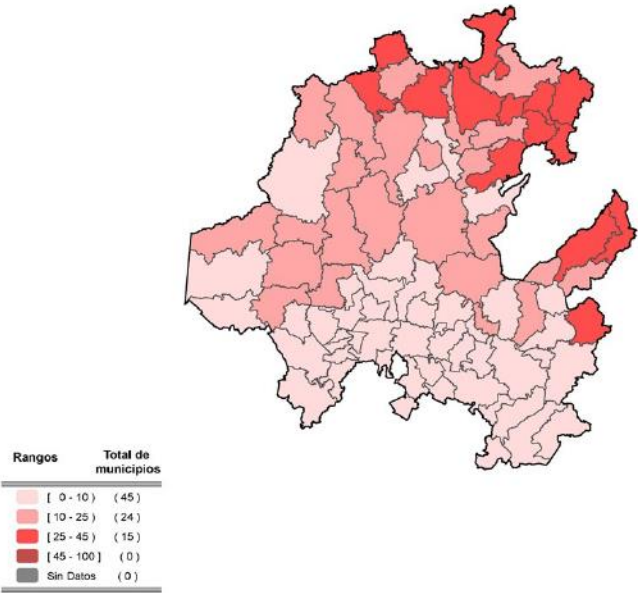 Rangos Total de municipios
[ 0 - 10 ) ( 45 )
[ 10 - 25 ) ( 24 )
[ 25 - 45 ) ( 15 )
[ 45 - 100 ] ( 0 )
Sin Datos ( 0 )